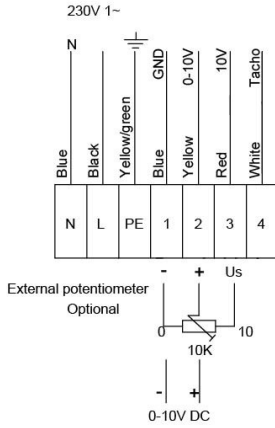 230V 1~
N
GND
0-10V
10V
Tacho
Blue
Black
Yellow/green
Blue
Yellow
Red
White
N L PE 1 2 3 4
- + Us
External potentiometer
Optional
0 10
10K
- +
0-10V DC